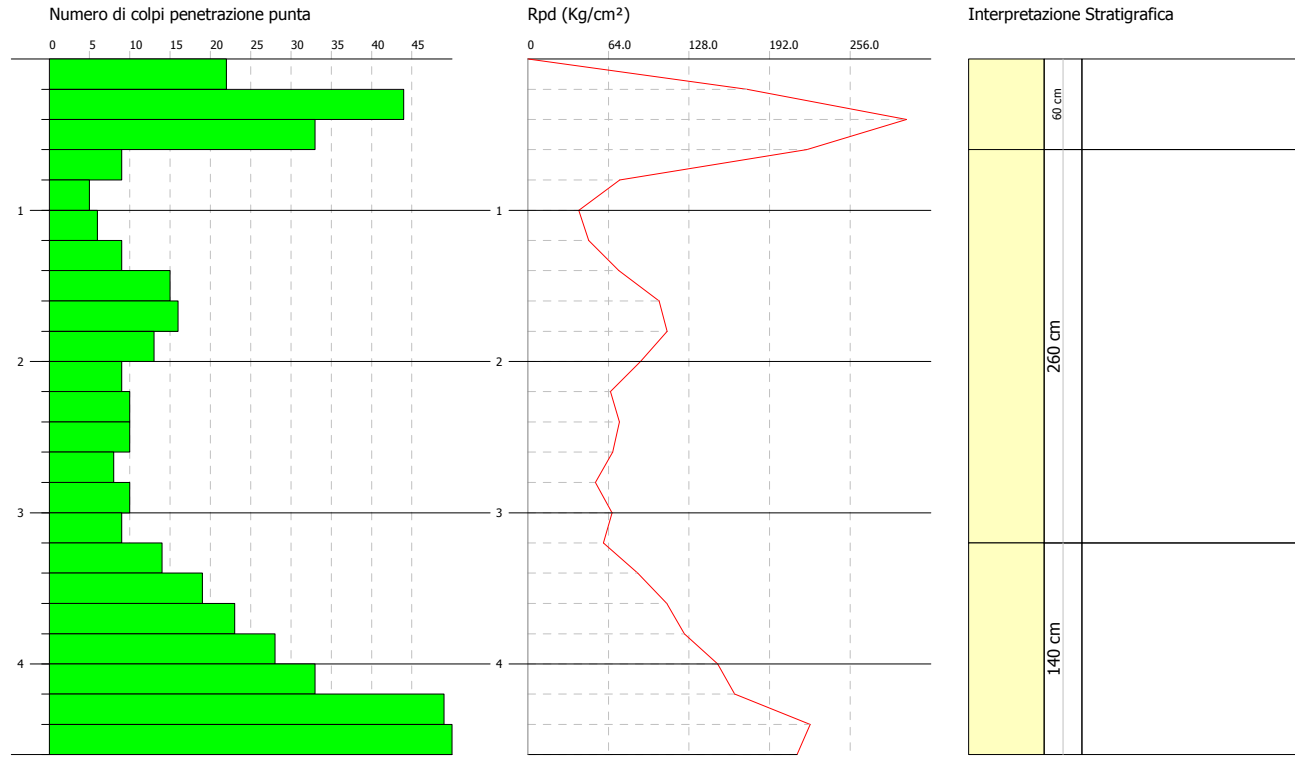 Numero di colpi penetrazione punta
Rpd (Kg/cm²)
Interpretazione Stratigrafica
0 5 10 15 20 25 30 35 40 45
0 64.0 128.0 192.0 256.0
60 cm
1 1
260 cm
2 2
3 3
140 cm
4 4